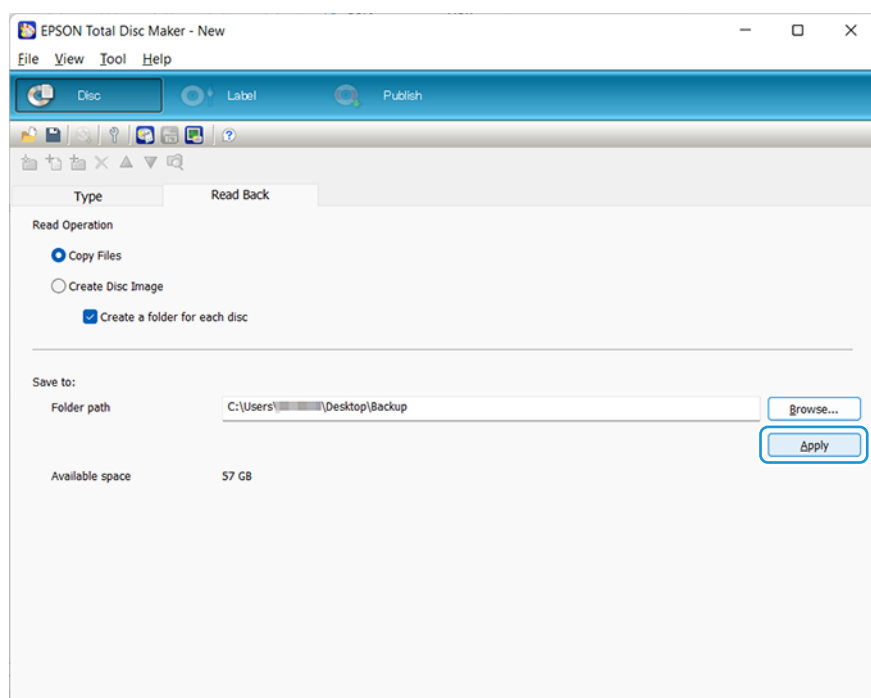 EPSON Total Disc Maker - New
File View Tool Help
Disc Label Publish
Type Read Back
Read Operation
Copy Files
Create Disc Image
Create a folder for each disc
Save to:
Folder path C:\Users\ \Desktop\Backup Browse...
Apply
Available space 57 GB